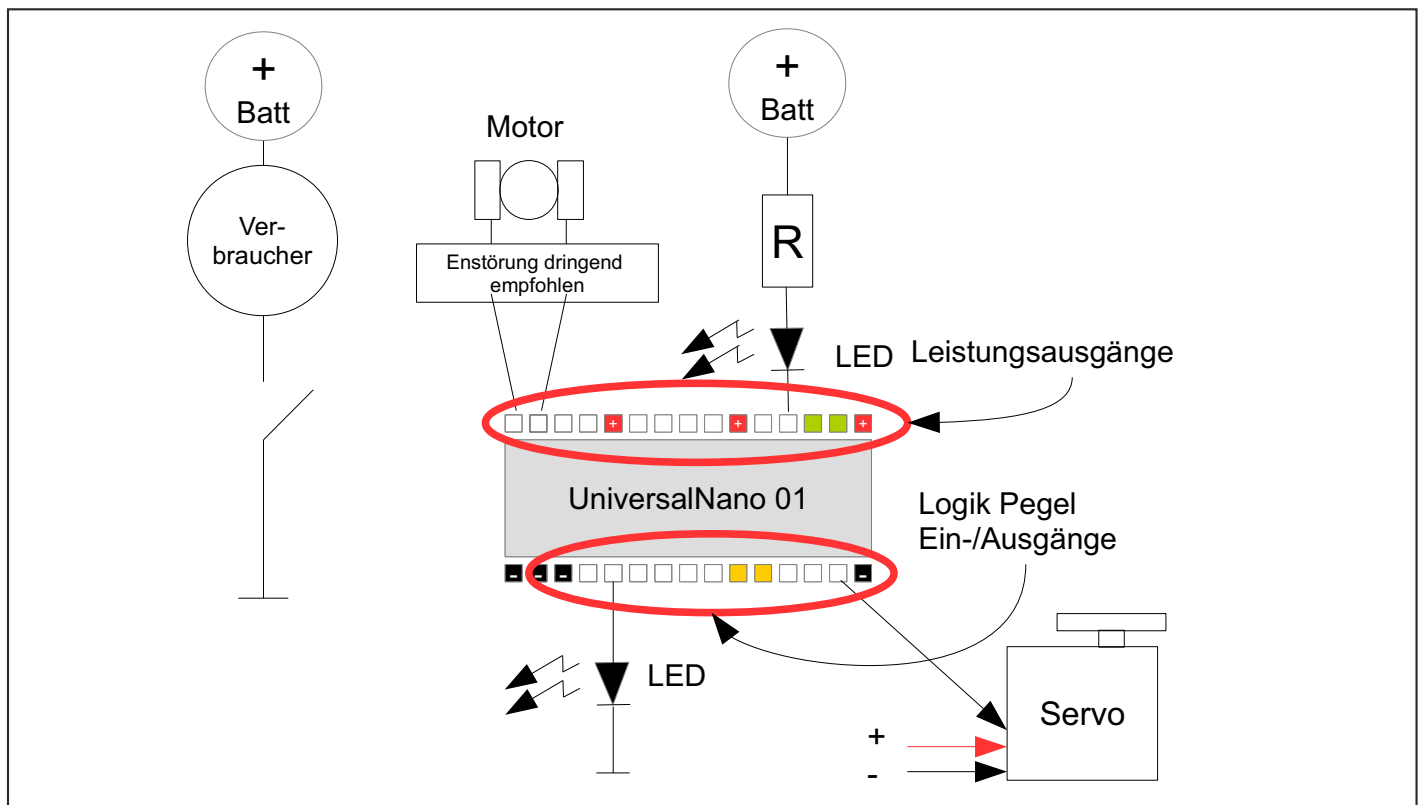 +
Batt
Ver-
braucher
Motor
Enstörung dringend
empfohlen
+
Batt
R
LED
Leistungsausgänge
+ + +
UniversalNano 01
- - - -
Logik Pegel
Ein-/Ausgänge
LED
Servo
+
-